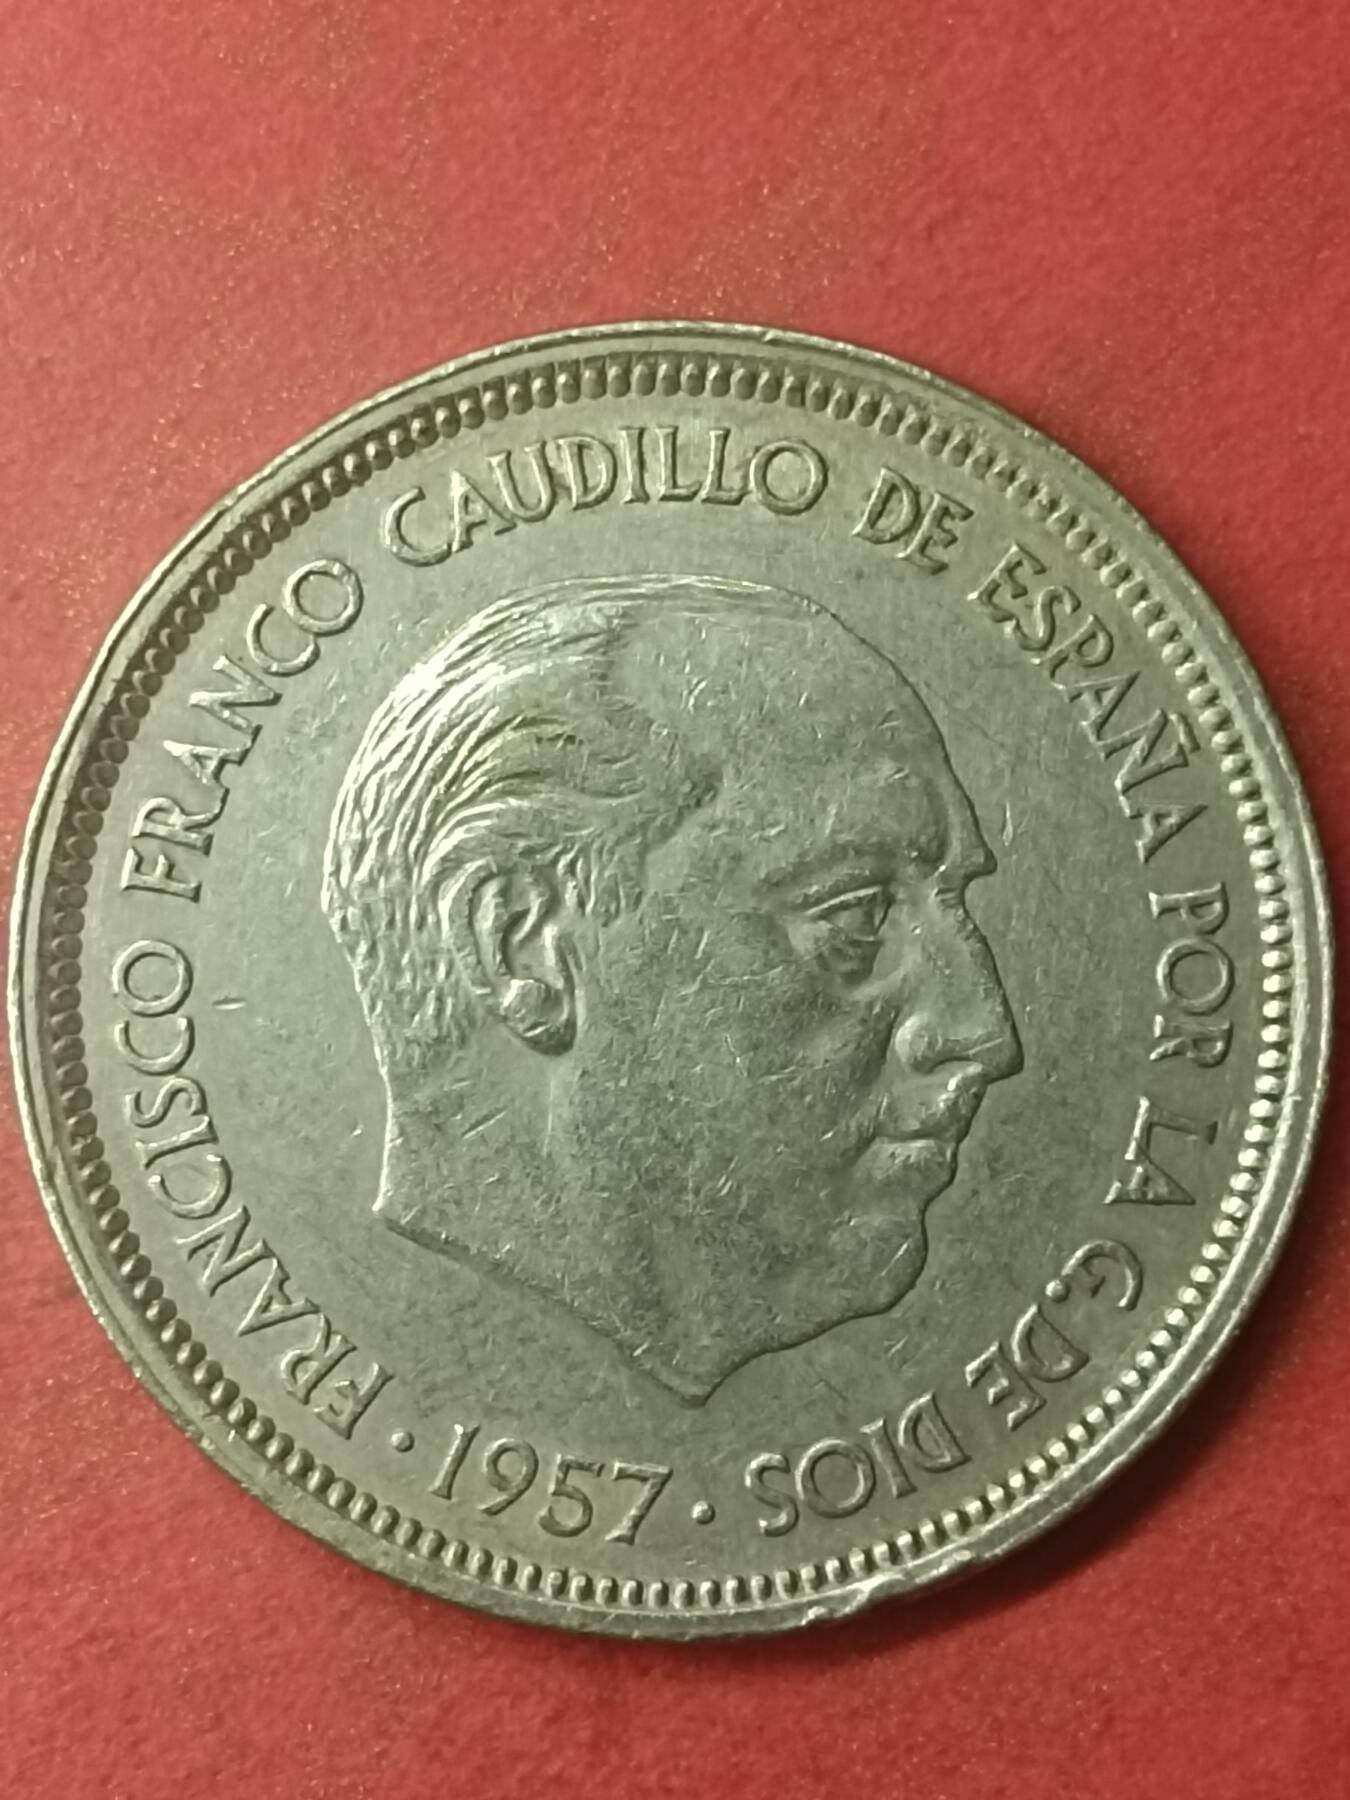 FRANCISCO FRANCO CAUDILLO DE ESPAÑA POR LA G. DE DIOS
· 1957 ·